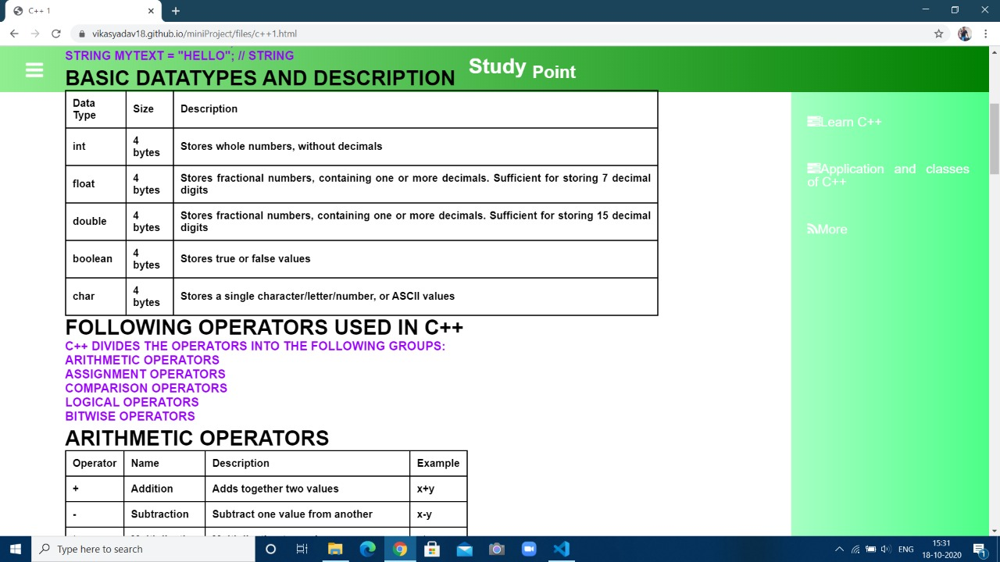 C++ 1
vikasyadav18.github.io/miniProject/files/c++1.html
STRING MYTEXT = "HELLO"; // STRING
Study Point
BASIC DATATYPES AND DESCRIPTION
Data Type Size Description
int 4 bytes Stores whole numbers, without decimals
float 4 bytes Stores fractional numbers, containing one or more decimals. Sufficient for storing 7 decimal
digits
double 4 bytes Stores fractional numbers, containing one or more decimals. Sufficient for storing 15 decimal
digits
boolean 4 bytes Stores true or false values
char 4 bytes Stores a single character/letter/number, or ASCII values
Learn C++
Application and classes
of C++
More
FOLLOWING OPERATORS USED IN C++
C++ DIVIDES THE OPERATORS INTO THE FOLLOWING GROUPS:
ARITHMETIC OPERATORS
ASSIGNMENT OPERATORS
COMPARISON OPERATORS
LOGICAL OPERATORS
BITWISE OPERATORS
ARITHMETIC OPERATORS
Operator Name Description Example
+ Addition Adds together two values x+y
- Subtraction Subtract one value from another x-y
Type here to search
ENG
15:31
18-10-2020
1